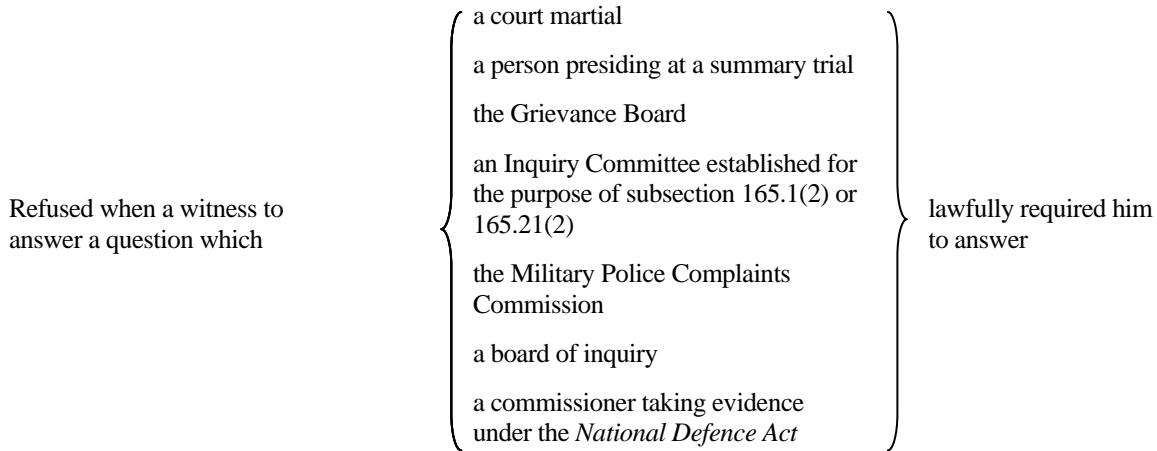 Refused when a witness to
answer a question which
a court martial
a person presiding at a summary trial
the Grievance Board
an Inquiry Committee established for
the purpose of subsection 165.1(2) or
165.21(2)
the Military Police Complaints
Commission
a board of inquiry
a commissioner taking evidence
under the National Defence Act
lawfully required him
to answer